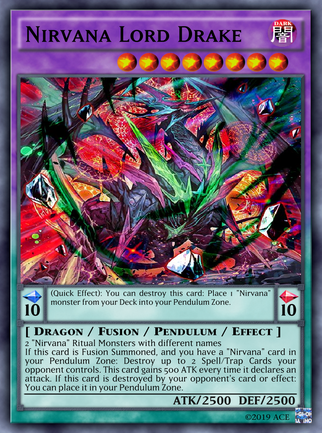 Nirvana Lord Drake
DARK
闇
(Quick Effect): You can destroy this card: Place 1 "Nirvana"
monster from your Deck into your Pendulum Zone.
10
10
[ Dragon / Fusion / Pendulum / Effect ]
2 "Nirvana" Ritual Monsters with different names
If this card is Fusion Summoned, and you have a "Nirvana" card in
your Pendulum Zone: Destroy up to 2 Spell/Trap Cards your
opponent controls. This card gains 500 ATK every time it declares an
attack. If this card is destroyed by your opponent's card or effect:
You can place it in your Pendulum Zone.
ATK/2500 DEF/2500
©2019 ACE